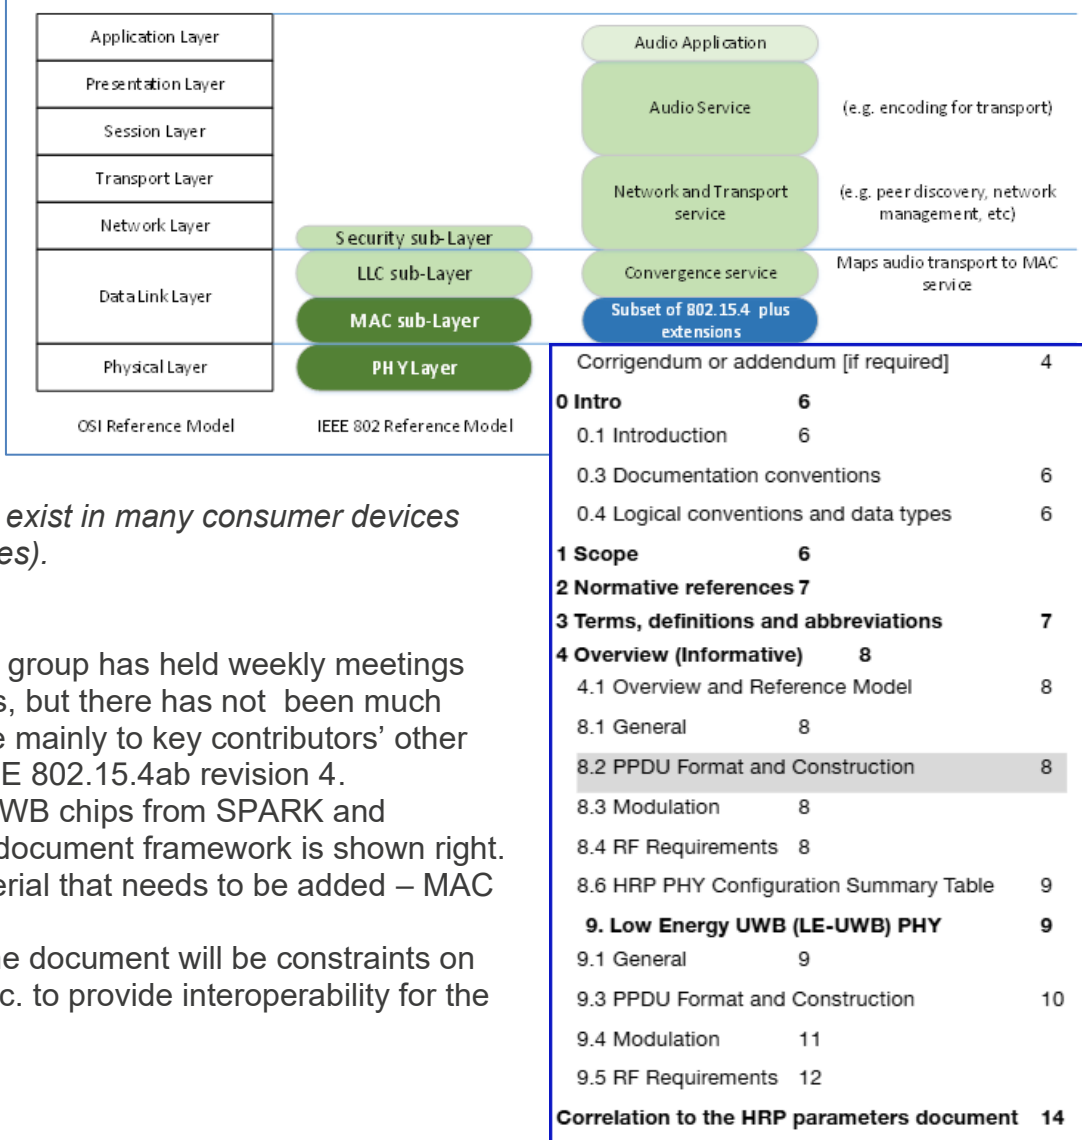 Application Layer
Presentation Layer
Session Layer
Transport Layer
Network Layer
Data Link Layer
Physical Layer
OSI Reference Model
Security sub-Layer
LLC sub-Layer
MAC sub-Layer
PHY Layer
IEEE 802 Reference Model
Audio Application
Audio Service
(e.g. encoding for transport)
Network and Transport
service
(e.g. peer discovery, network
management, etc)
Convergence service
Maps audio transport to MAC
service
Subset of 802.15.4 plus
extensions
exist in many consumer devices
es).
group has held weekly meetings
s, but there has not been much
e mainly to key contributors' other
EE 802.15.4ab revision 4.
WB chips from SPARK and
document framework is shown right.
erial that needs to be added – MAC
ne document will be constraints on
c. to provide interoperability for the
Corrigendum or addendum [if required] 4
0 Intro 6
0.1 Introduction 6
0.3 Documentation conventions 6
0.4 Logical conventions and data types 6
1 Scope 6
2 Normative references 7
3 Terms, definitions and abbreviations 7
4 Overview (Informative) 8
4.1 Overview and Reference Model 8
8.1 General 8
8.2 PPDU Format and Construction 8
8.3 Modulation 8
8.4 RF Requirements 8
8.6 HRP PHY Configuration Summary Table 9
9. Low Energy UWB (LE-UWB) PHY 9
9.1 General 9
9.3 PPDU Format and Construction 10
9.4 Modulation 11
9.5 RF Requirements 12
Correlation to the HRP parameters document 14